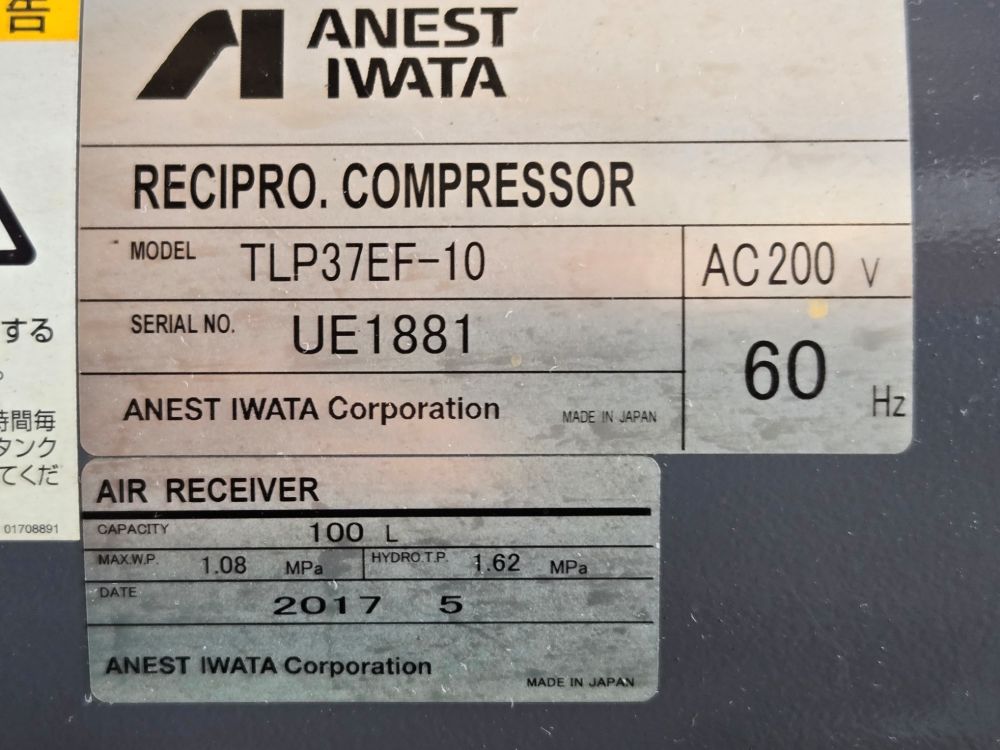 告
ANEST
IWATA
RECIPRO. COMPRESSOR
MODEL TLP37EF-10
AC 200 V
SERIAL NO. UE1881
60 Hz
ANEST IWATA Corporation MADE IN JAPAN
する
。
時間毎
タンク
てくだ
01708891
AIR RECEIVER
CAPACITY 100 L
MAX.W.P. 1.08 MPa HYDRO.T.P. 1.62 MPa
DATE 2017 5
ANEST IWATA Corporation
MADE IN JAPAN